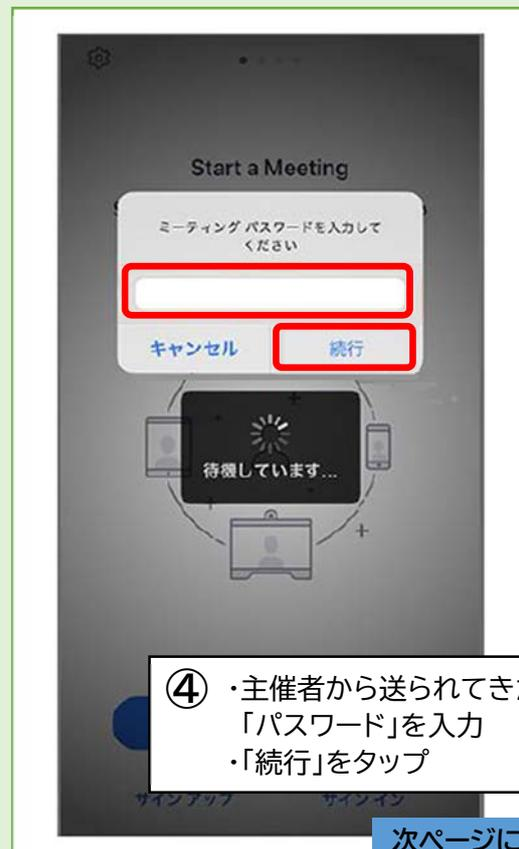 Start a Meeting
ミーティング パスワードを入力して
ください
キャンセル
続行
待機しています...
④ ・主催者から送られてき
「パスワード」を入力
・「続行」をタップ
サインアップ
サインイン
次ページに